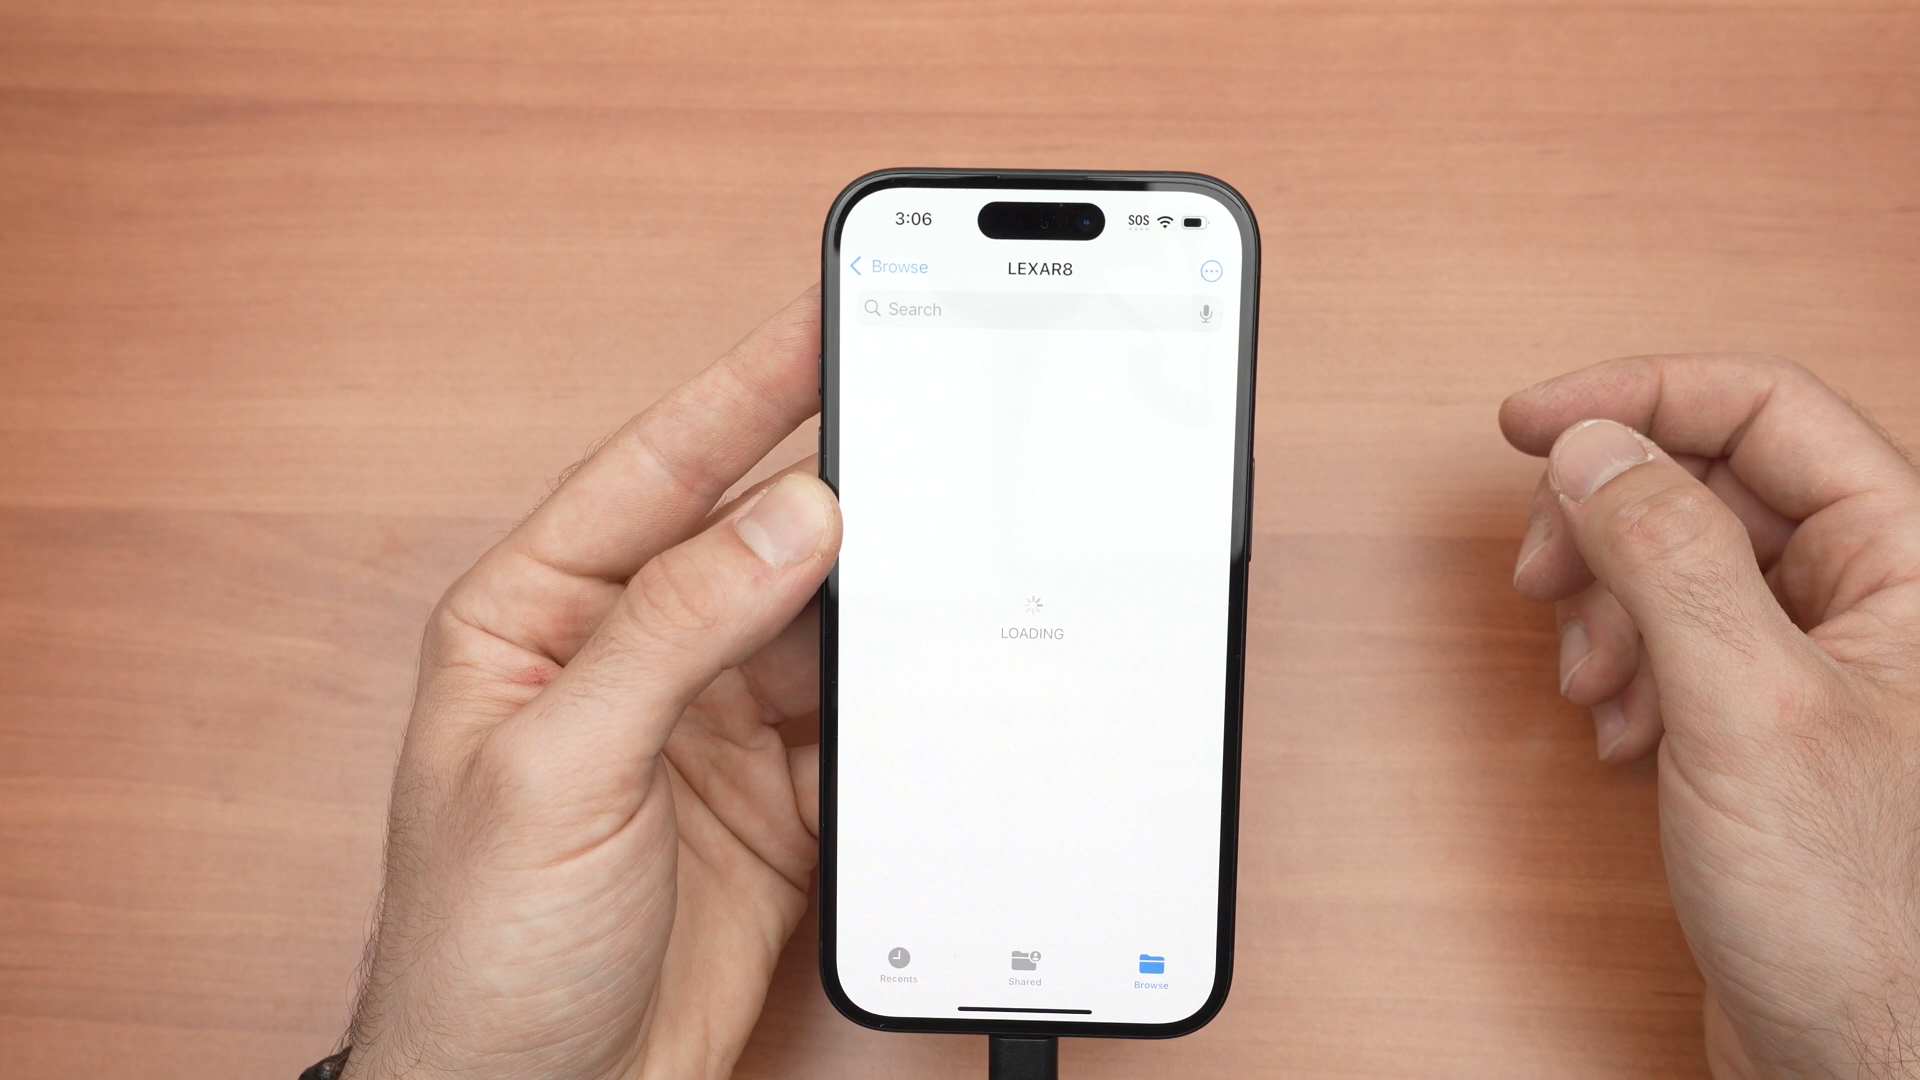 3:06
SOS
Browse
LEXAR8
Search
LOADING
Recents
Shared
Browse